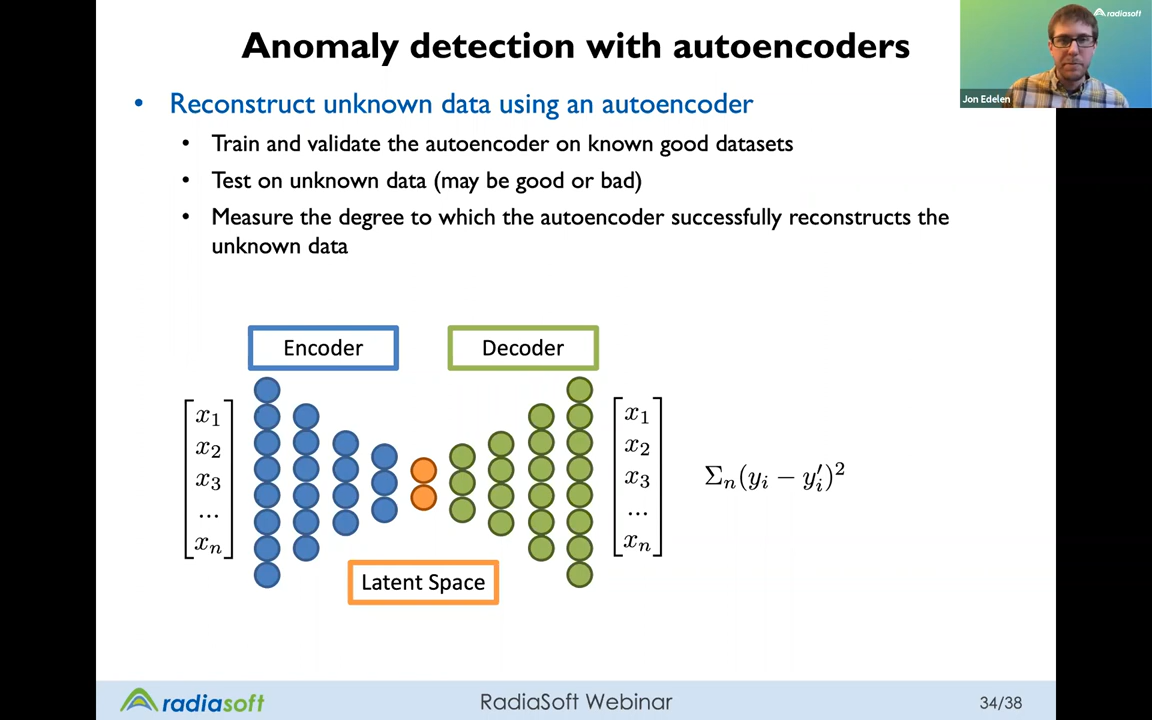 Anomaly detection with autoencoders
radiasoft
Jon Edelen
• Reconstruct unknown data using an autoencoder
• Train and validate the autoencoder on known good datasets
• Test on unknown data (may be good or bad)
• Measure the degree to which the autoencoder successfully reconstructs the
unknown data
Encoder
Decoder
x₁
x₂
x₃
...
xₙ
x₁
x₂
x₃
...
xₙ
Σₙ(yᵢ − y′ᵢ)²
Latent Space
radiasoft
RadiaSoft Webinar
34/38